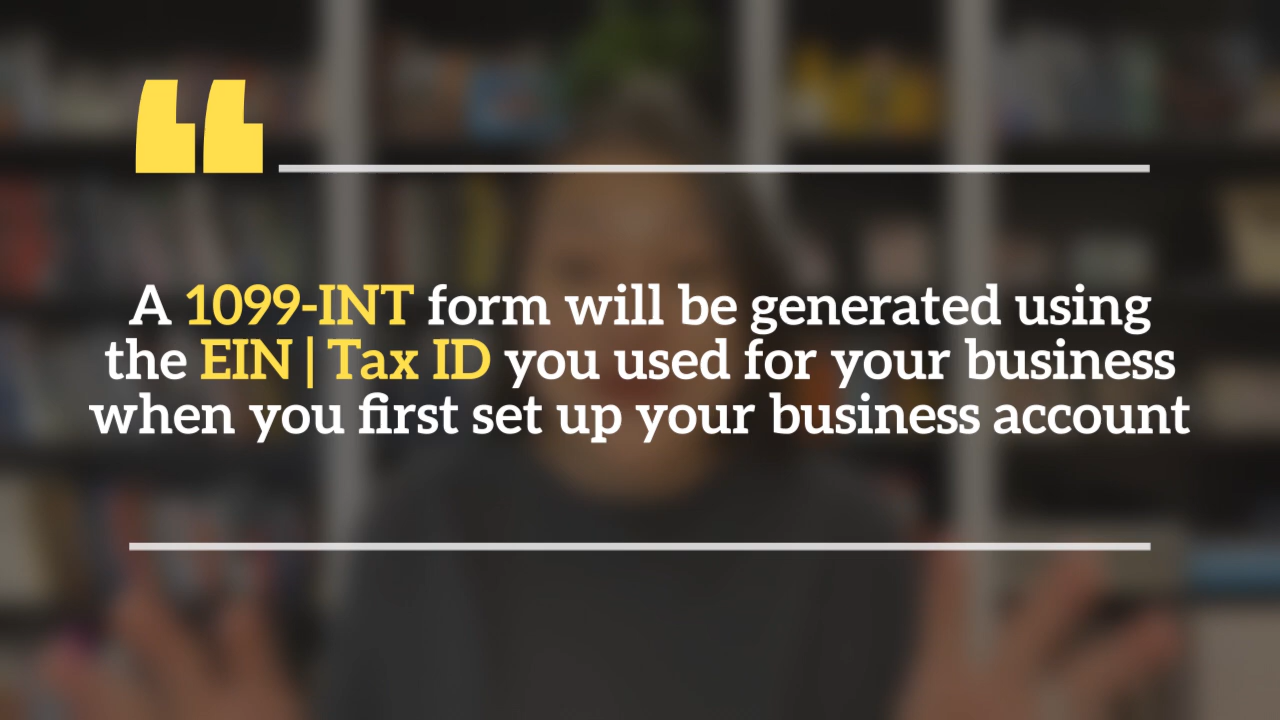 A 1099-INT form will be generated using
the EIN | Tax ID you used for your business
when you first set up your business account